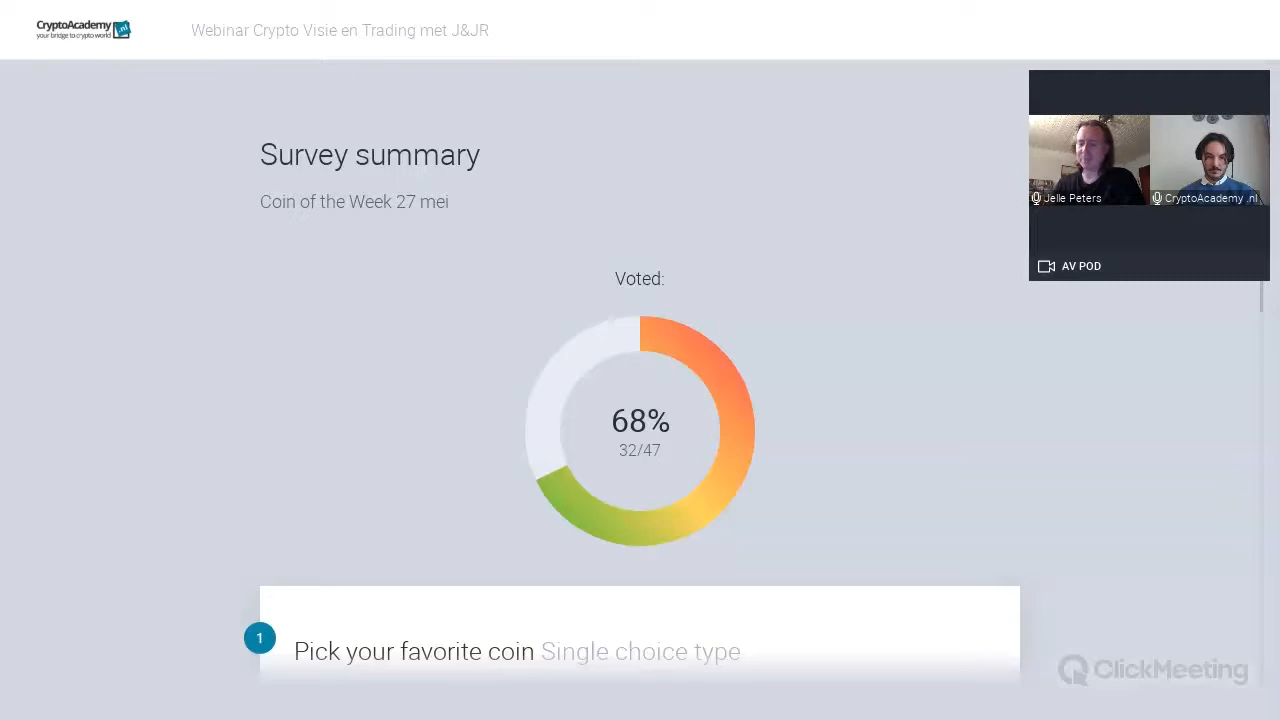 CryptoAcademy .nl
your bridge to crypto world
Webinar Crypto Visie en Trading met J&JR
Survey summary
Coin of the Week 27 mei
Jelle Peters
CryptoAcademy .nl
AV POD
Voted:
68%
32/47
1
Pick your favorite coin Single choice type
ClickMeeting